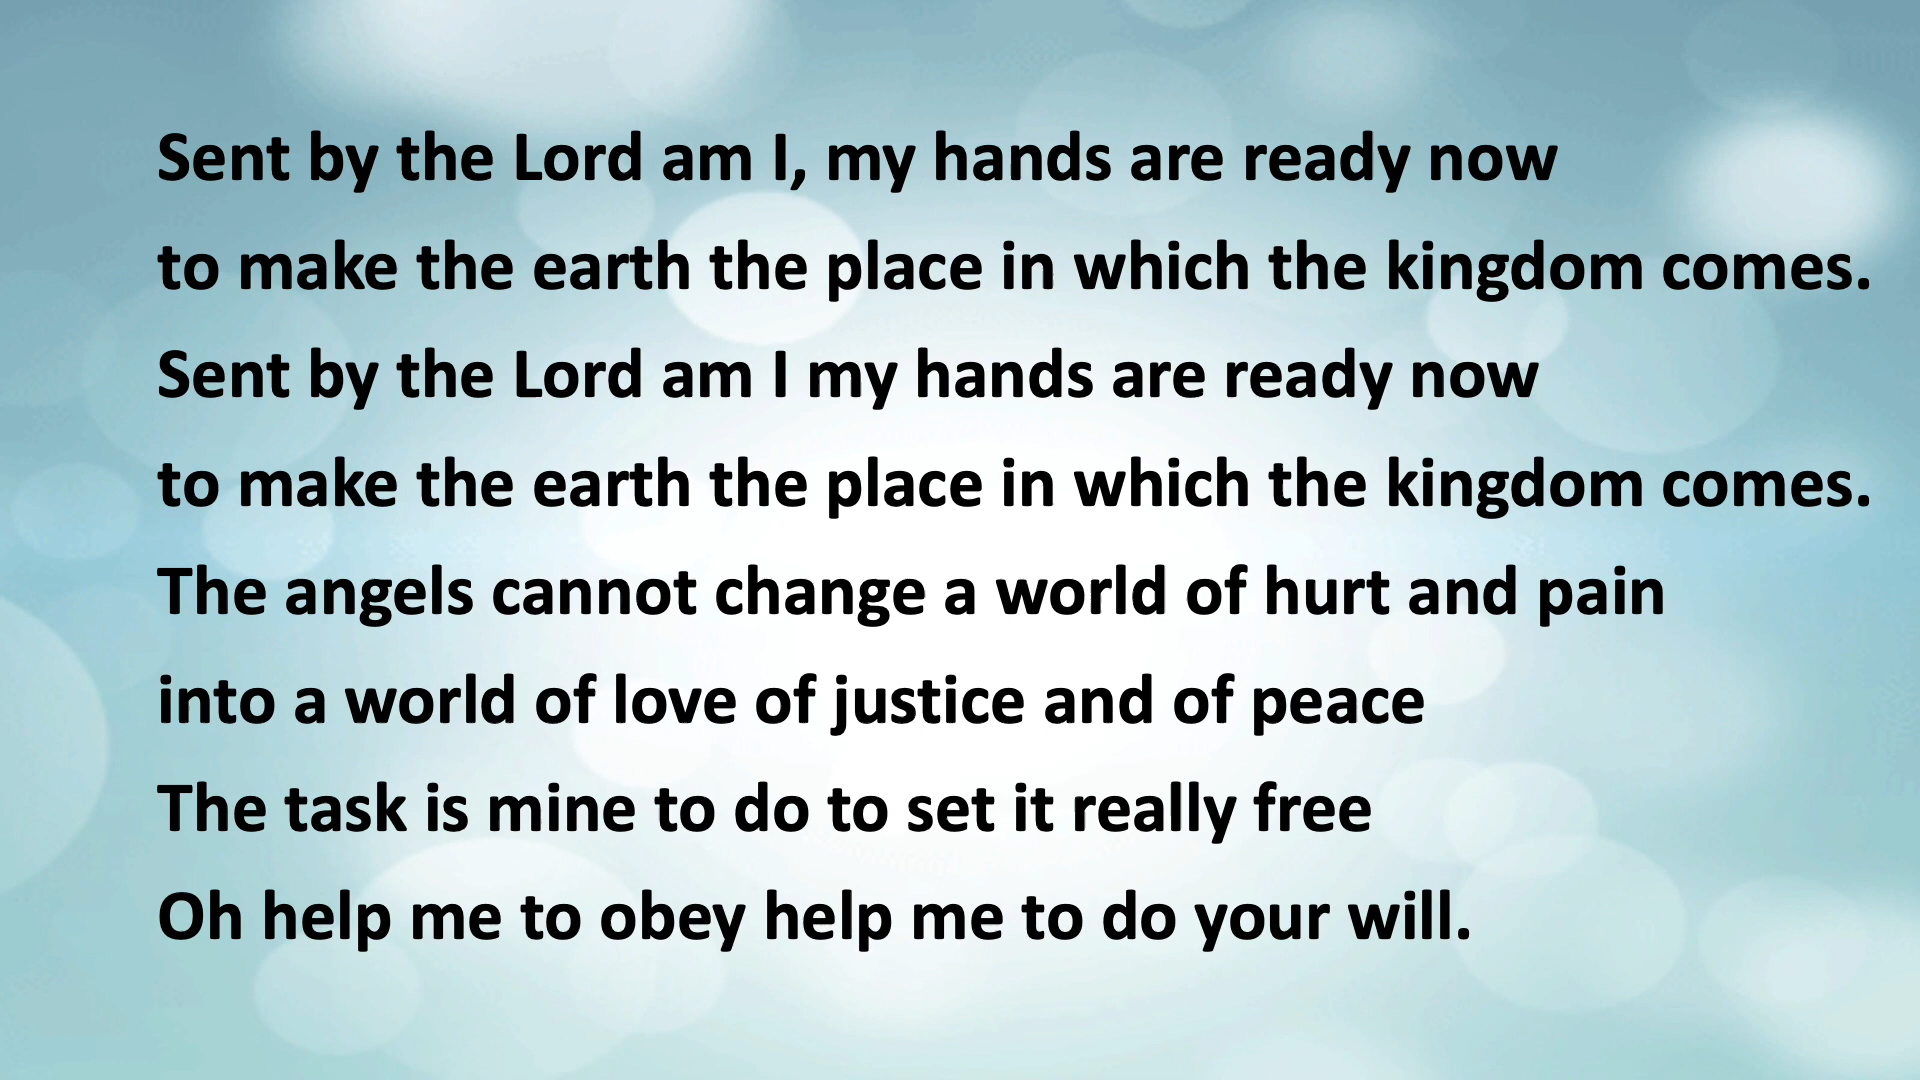 Sent by the Lord am I, my hands are ready now
to make the earth the place in which the kingdom comes.
Sent by the Lord am I my hands are ready now
to make the earth the place in which the kingdom comes.
The angels cannot change a world of hurt and pain
into a world of love of justice and of peace
The task is mine to do to set it really free
Oh help me to obey help me to do your will.